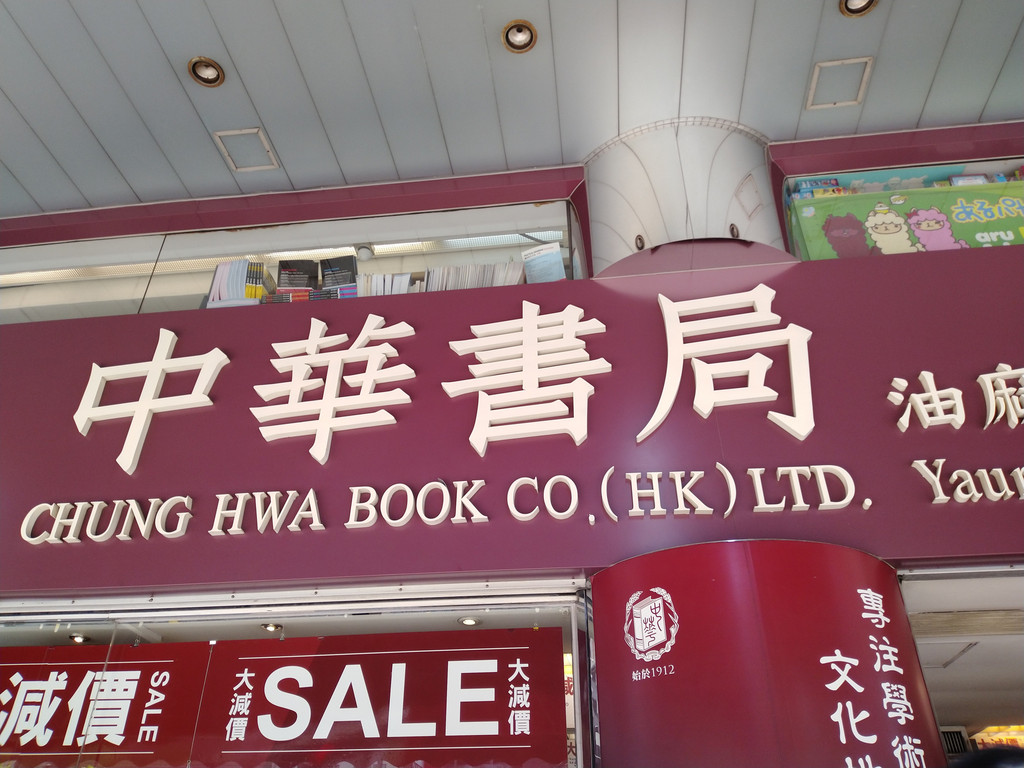 中華書局
油麻
CHUNG HWA BOOK CO.,(HK) LTD.
始於1912
專注學術
文化
減價
SALE
大減價
SALE
大減價